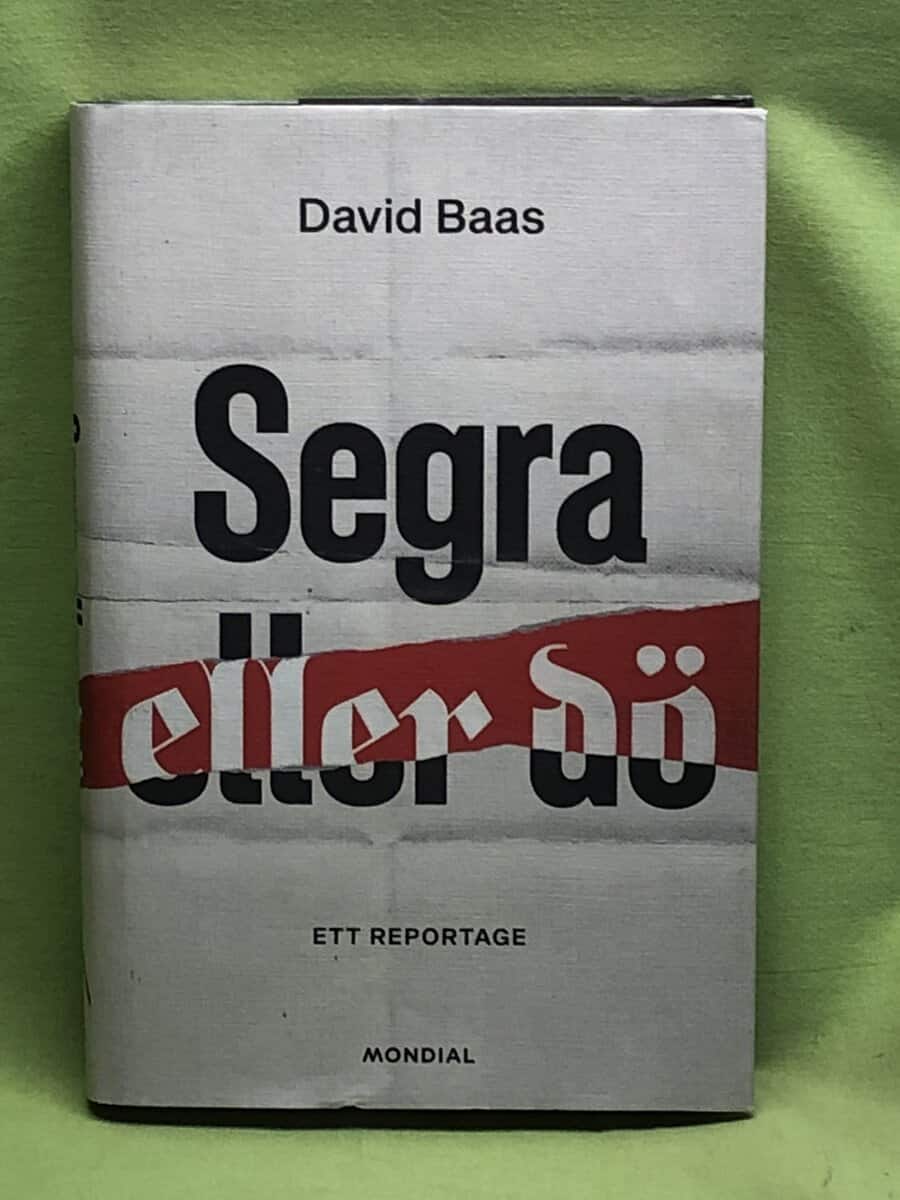 David Baas
Segra
eller dö
ETT REPORTAGE
MONDIAL